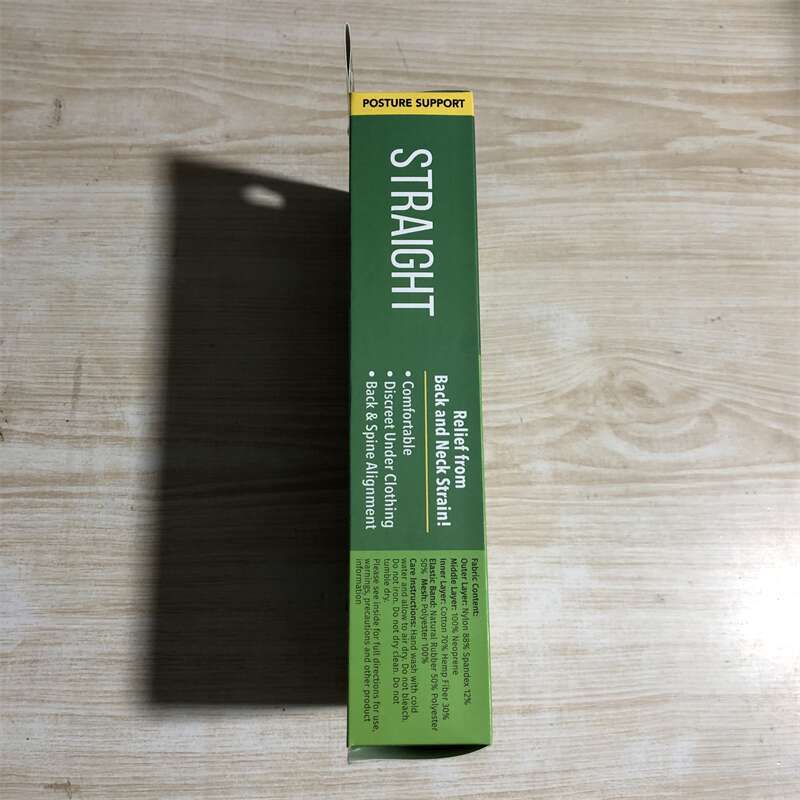 POSTURE SUPPORT
STRAIGHT
Relief from
Back and Neck Strain!
• Comfortable
• Discreet Under Clothing
• Back & Spine Alignment
Fabric Content:
Outer Layer: Nylon 88% Spandex 12%
Middle Layer: 100% Neoprene
Inner Layer: Cotton 70% Hemp Fiber 30%
Elastic Band: Natural Rubber 50% Polyester
50% Mesh: Polyester 100%
Care Instructions: Hand wash with cold
water and allow to air dry. Do not bleach.
Do not iron. Do not dry clean. Do not
tumble dry.
Please see inside for full directions for use,
warnings, precautions and other product
information